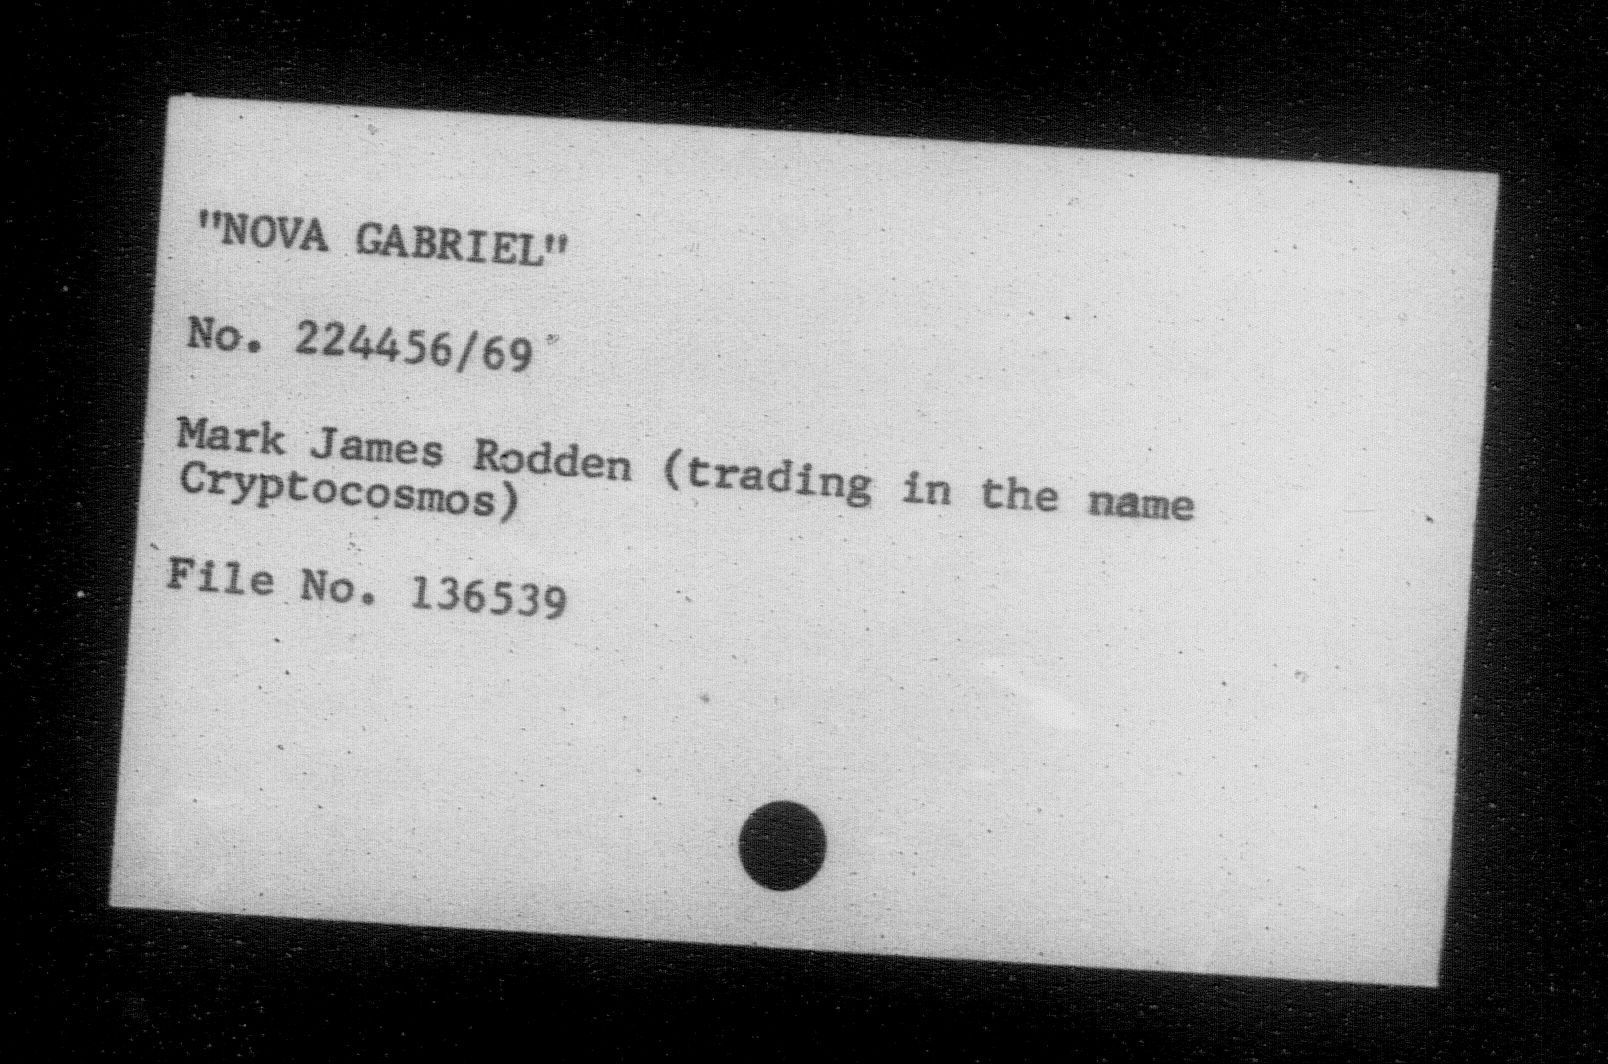 "NOVA GABRIEL"
No. 224456/69
Mark James Rodden (trading in the name
Cryptocosmos)
File No. 136539